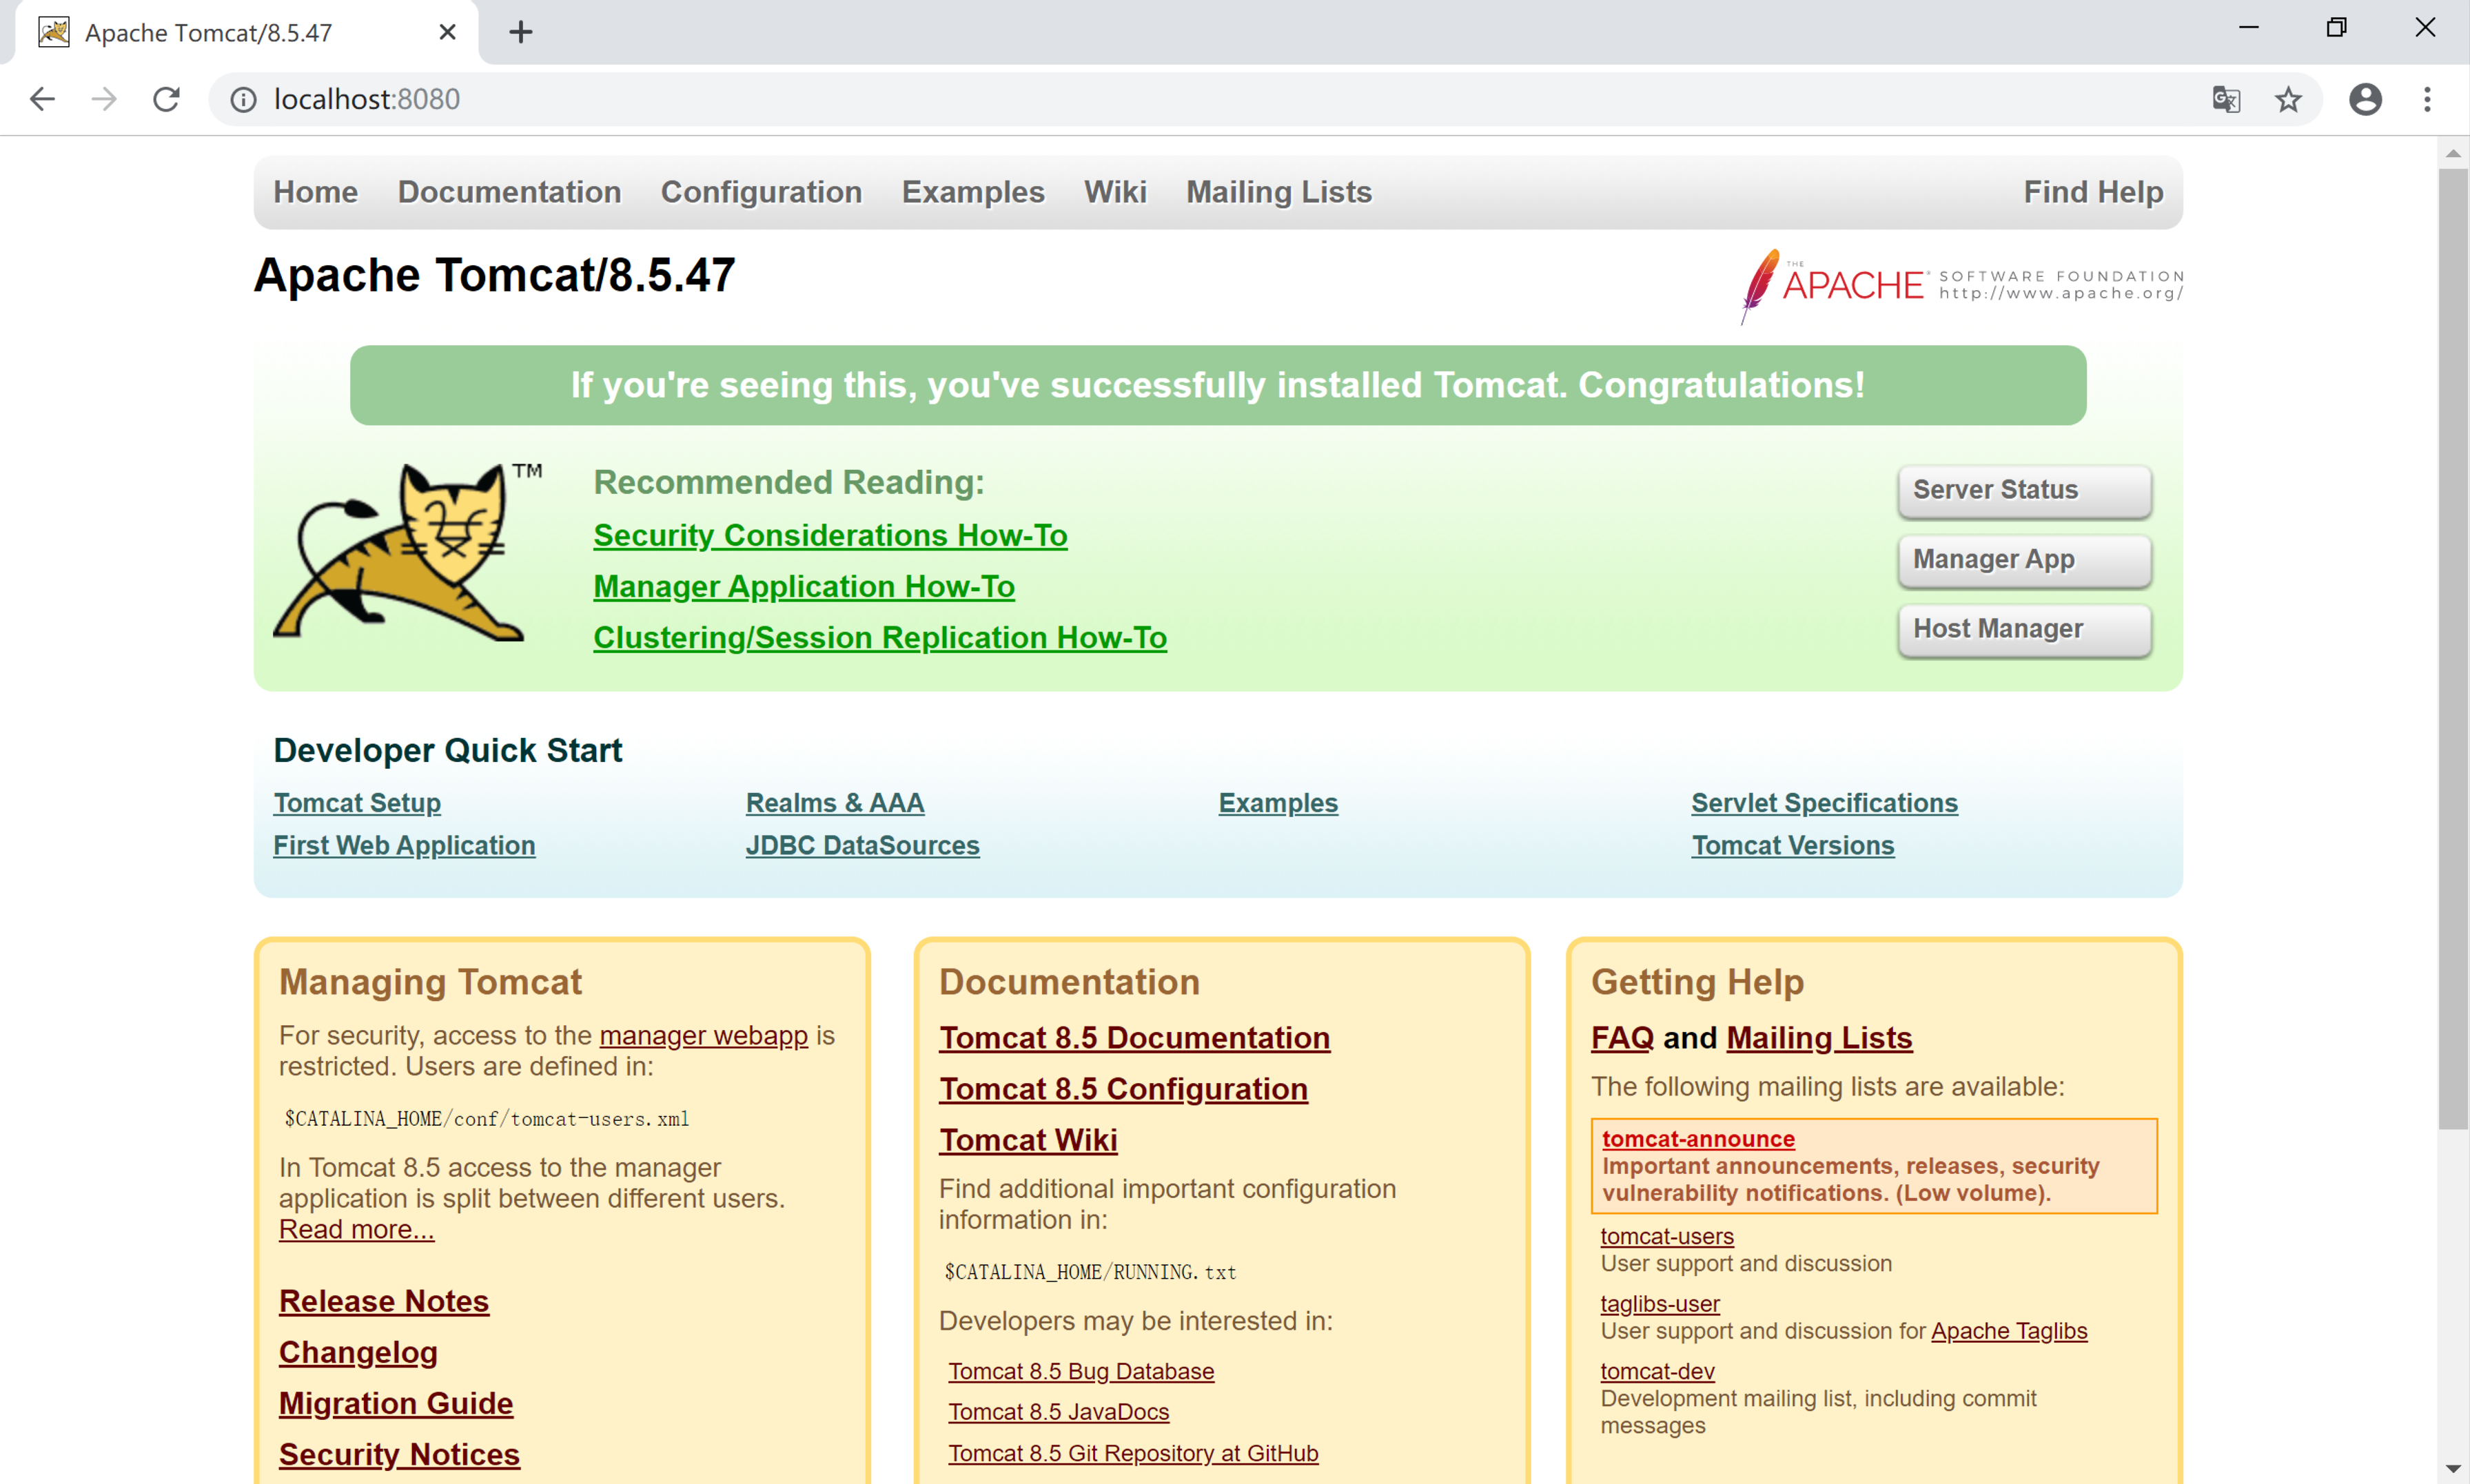 Apache Tomcat/8.5.47
localhost:8080
Home Documentation Configuration Examples Wiki Mailing Lists Find Help
Apache Tomcat/8.5.47
THE APACHE® SOFTWARE FOUNDATION
http://www.apache.org/
If you're seeing this, you've successfully installed Tomcat. Congratulations!
TM
Recommended Reading:
Security Considerations How-To
Manager Application How-To
Clustering/Session Replication How-To
Server Status
Manager App
Host Manager
Developer Quick Start
Tomcat Setup
First Web Application
Realms & AAA
JDBC DataSources
Examples
Servlet Specifications
Tomcat Versions
Managing Tomcat
For security, access to the manager webapp is
restricted. Users are defined in:
$CATALINA_HOME/conf/tomcat-users.xml
In Tomcat 8.5 access to the manager
application is split between different users.
Read more...
Release Notes
Changelog
Migration Guide
Security Notices
Documentation
Tomcat 8.5 Documentation
Tomcat 8.5 Configuration
Tomcat Wiki
Find additional important configuration
information in:
$CATALINA_HOME/RUNNING.txt
Developers may be interested in:
Tomcat 8.5 Bug Database
Tomcat 8.5 JavaDocs
Tomcat 8.5 Git Repository at GitHub
Getting Help
FAQ and Mailing Lists
The following mailing lists are available:
tomcat-announce
Important announcements, releases, security
vulnerability notifications. (Low volume).
tomcat-users
User support and discussion
taglibs-user
User support and discussion for Apache Taglibs
tomcat-dev
Development mailing list, including commit
messages